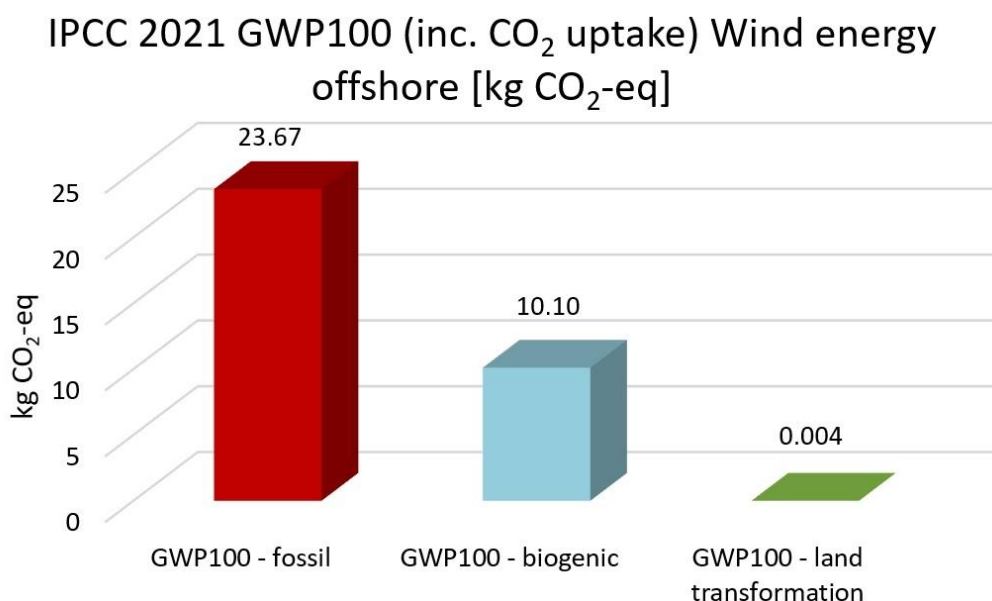 IPCC 2021 GWP100 (inc. CO₂ uptake) Wind energy
offshore [kg CO₂-eq]
23.67
25
20
10.10
15
kg CO₂-eq
10
0.004
5
0
GWP100 - fossil
GWP100 - biogenic
GWP100 - land
transformation